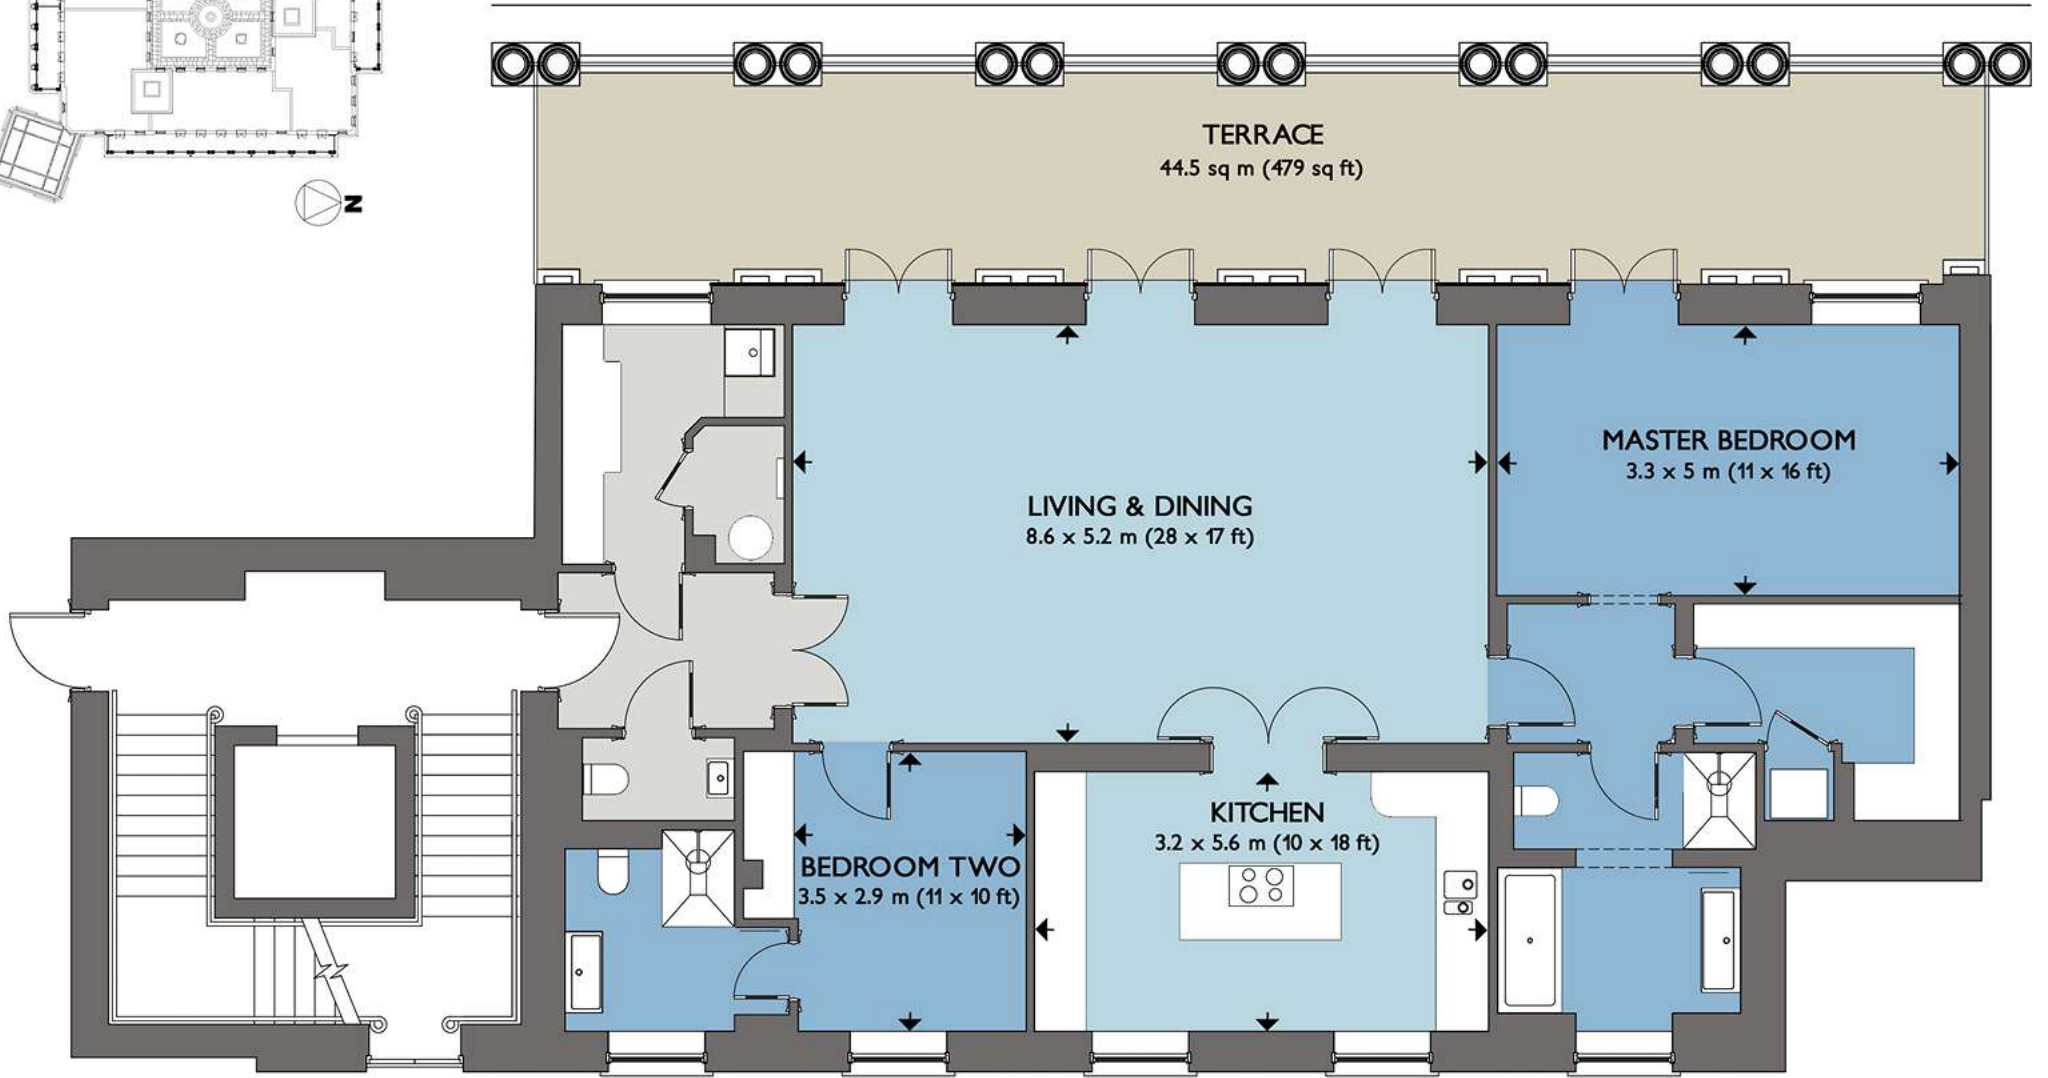 N
TERRACE
44.5 sq m (479 sq ft)
MASTER BEDROOM
3.3 x 5 m (11 x 16 ft)
LIVING & DINING
8.6 x 5.2 m (28 x 17 ft)
KITCHEN
3.2 x 5.6 m (10 x 18 ft)
BEDROOM TWO
3.5 x 2.9 m (11 x 10 ft)